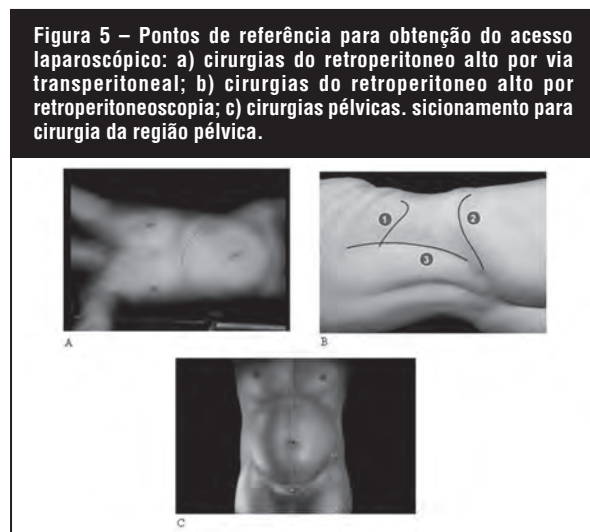 Figura 5 – Pontos de referência para obtenção do acesso
laparoscópico: a) cirurgias do retroperitoneo alto por via
transperitoneal; b) cirurgias do retroperitoneo alto por
retroperitoneoscopia; c) cirurgias pélvicas. sicionamento para
cirurgia da região pélvica.
1
2
3
A
B
C